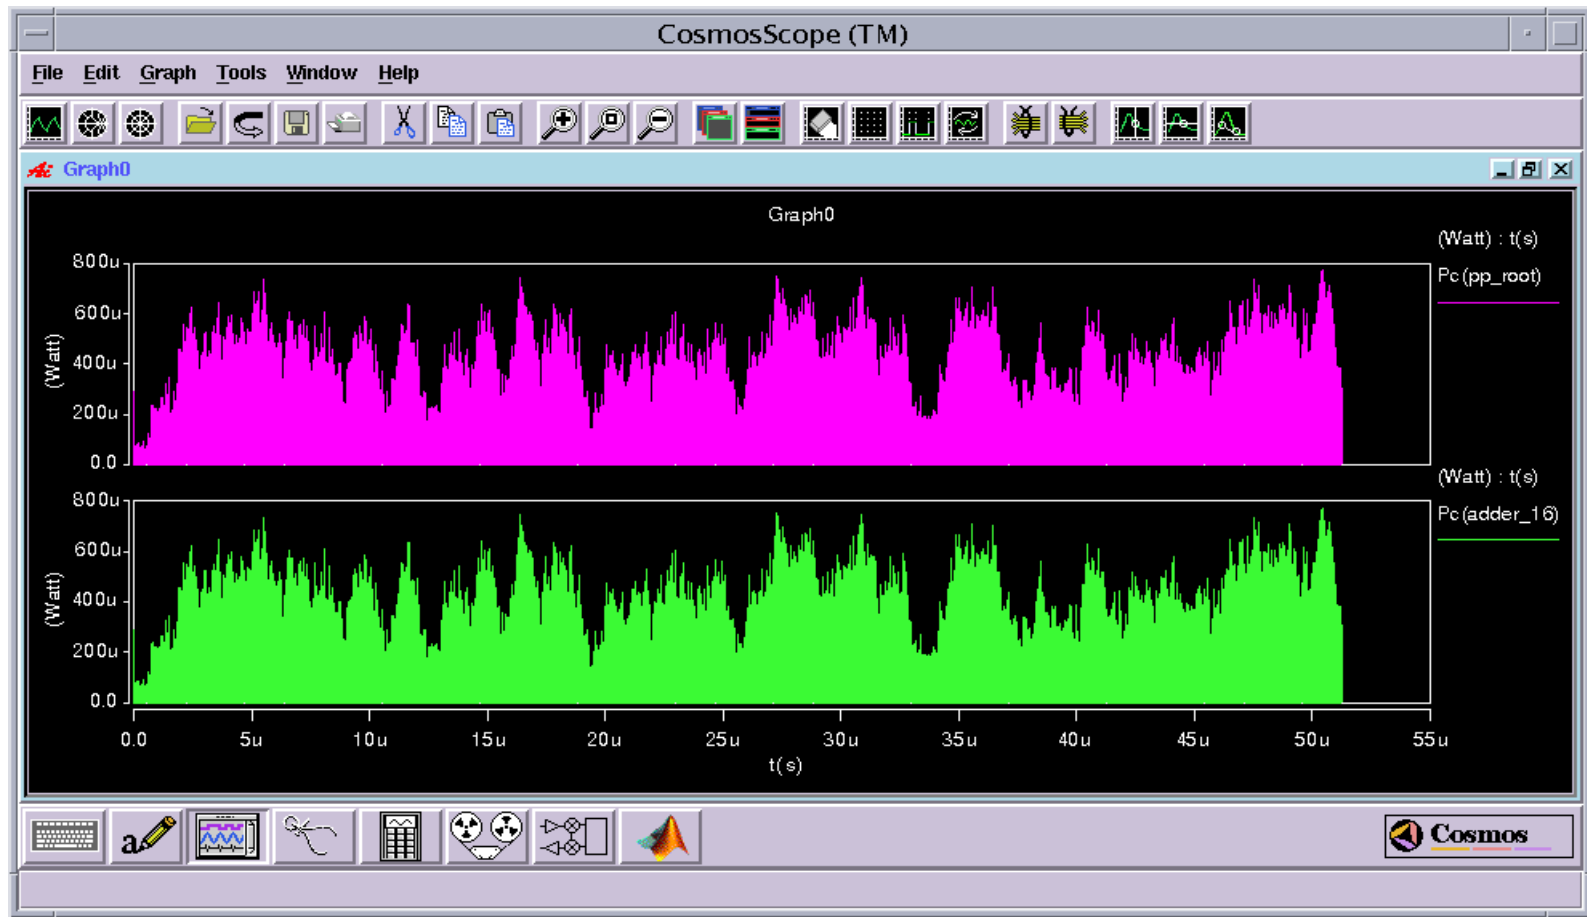 CosmosScope (TM)
File Edit Graph Tools Window Help
Graph0
Graph0
(Watt) : t(s)
Pc(pp_root)
800u
600u
400u
200u
0.0
(Watt)
(Watt) : t(s)
Pc(adder_16)
800u
600u
400u
200u
0.0
(Watt)
0.0 5u 10u 15u 20u 25u 30u 35u 40u 45u 50u 55u
t(s)
a
Cosmos